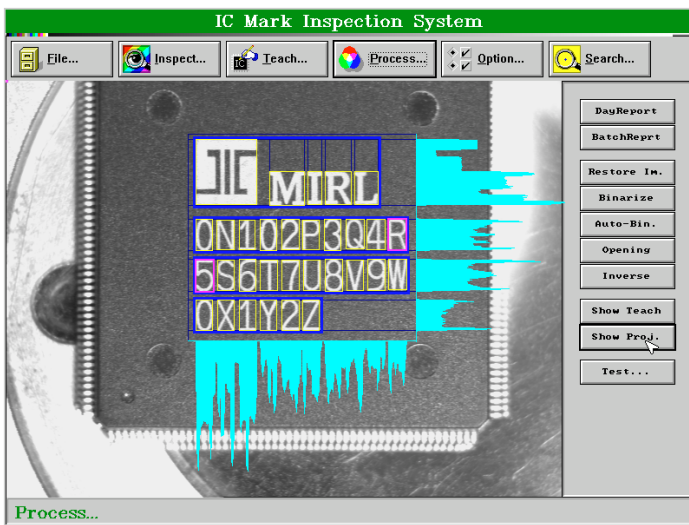 IC Mark Inspection System
File... Inspect... Teach... Process... Option... Search...
DayReport
BatchReprt
Restore Im.
Binarize
Auto-Bin.
Opening
Inverse
Show Teach
Show Proj.
Test...
MIRL
0N102P3Q4R
5S6T7U8V9W
0X1Y2Z
Process...